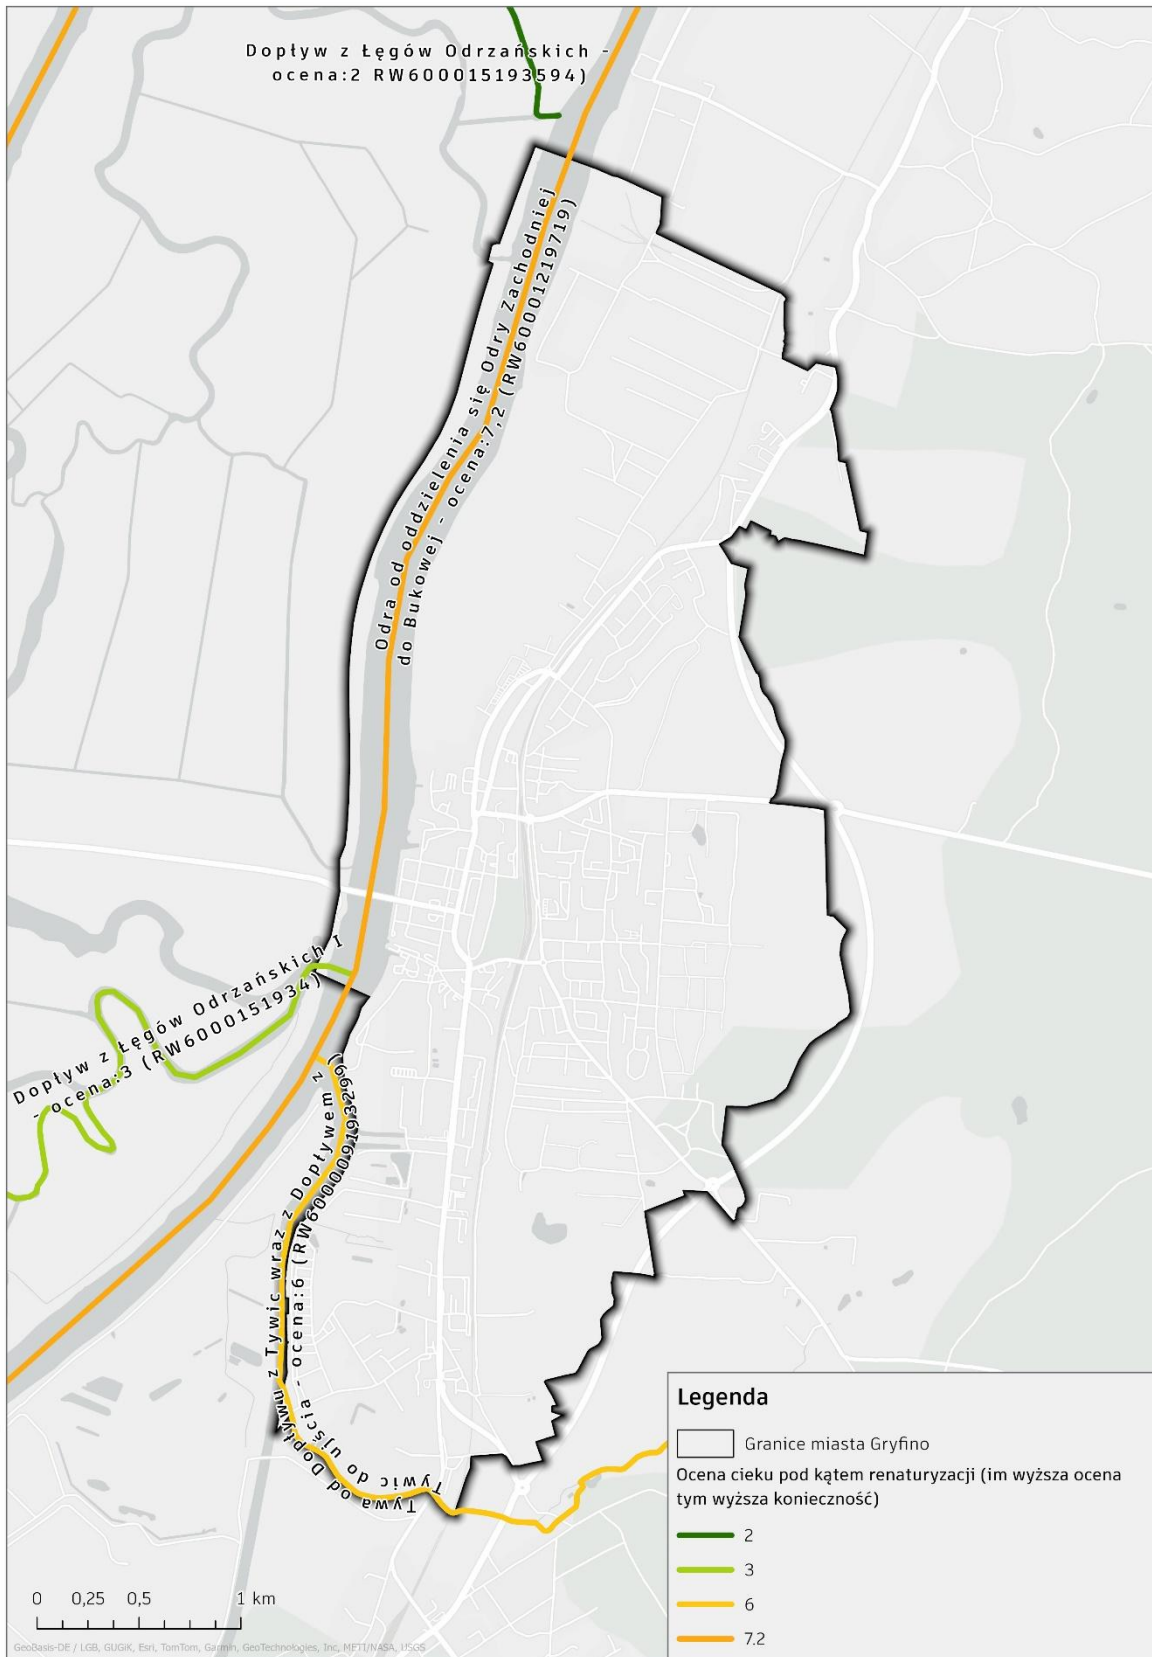 Dopływ z Łęgów Odrzańskich -
ocena:2 RW600015193594)
Odra od oddzielenia się Odry Zachodniej
do Bukowej - ocena:7,2 (RW60001219719)
Dopływ z Łęgów Odrzańskich I
- ocena:3 (RW6000151934)
Tywa od Dopływu z Tywic wraz z Dopływem z
Tywic do ujścia - ocena:6 (RW600009193299)
Legenda
Granice miasta Gryfino
Ocena cieku pod kątem renaturyzacji (im wyższa ocena
tym wyższa konieczność)
2
3
6
7.2
0 0,25 0,5 1 km
GeoBasis-DE / LGB, GUGiK, Esri, TomTom, Garmin, GeoTechnologies, Inc, METI/NASA, USGS